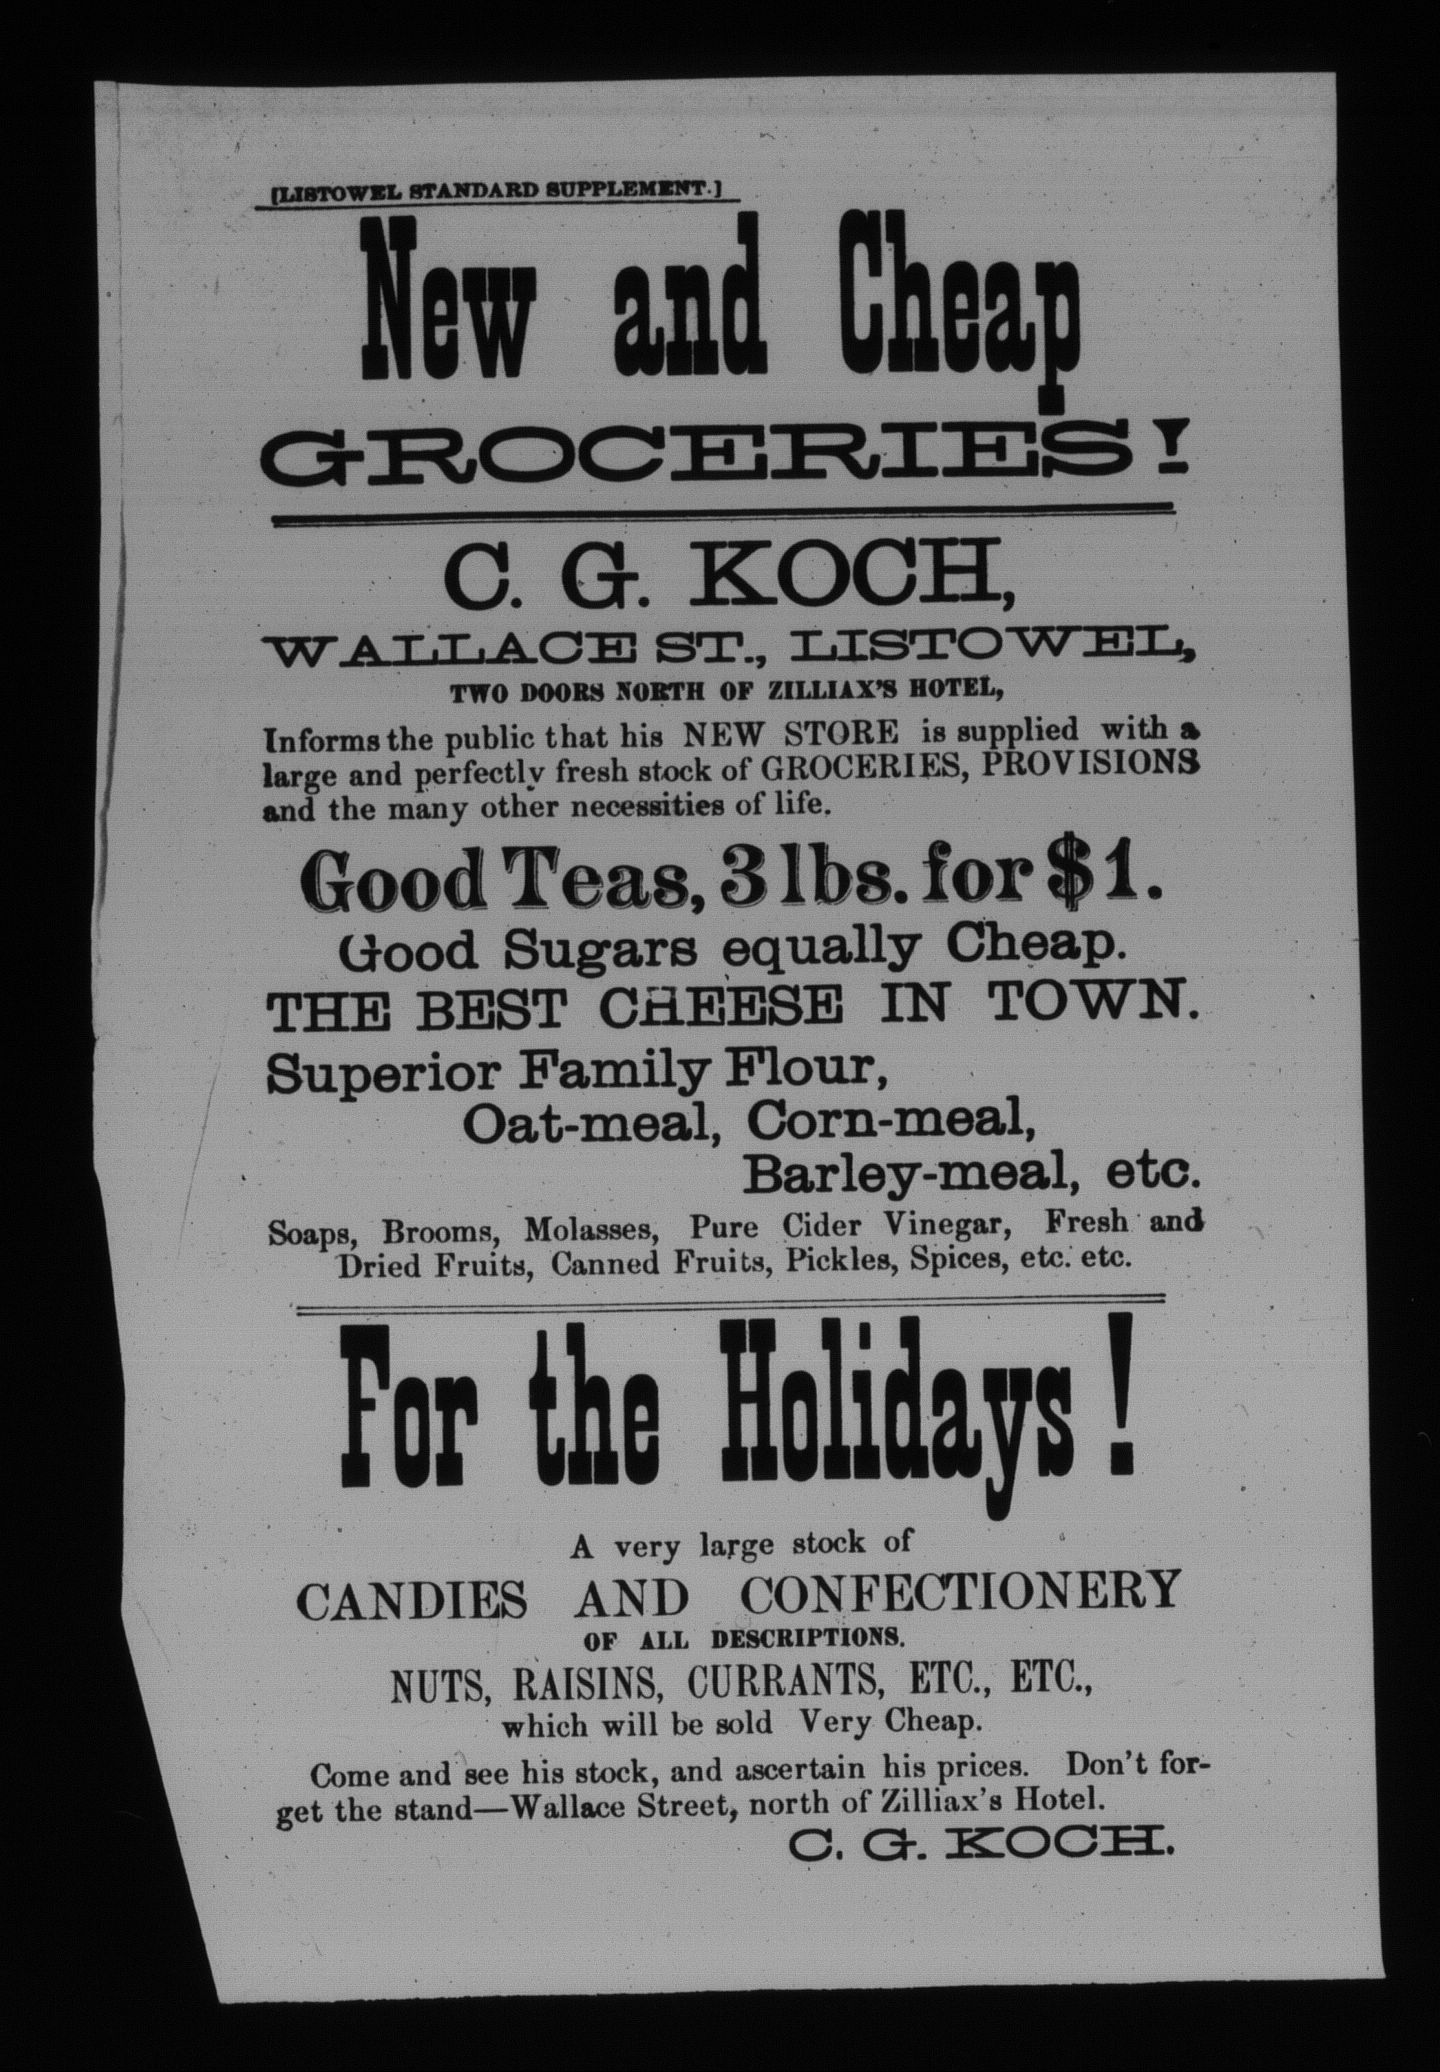 [LISTOWEL STANDARD SUPPLEMENT.]
New and Cheap
GROCERIES!
C. G. KOCH,
WALLACE ST., LISTOWEL,
TWO DOORS NORTH OF ZILLIAX'S HOTEL,
Informs the public that his NEW STORE is supplied with a
large and perfectly fresh stock of GROCERIES, PROVISIONS
and the many other necessities of life.
Good Teas, 3 lbs. for $1.
Good Sugars equally Cheap.
THE BEST CHEESE IN TOWN.
Superior Family Flour,
Oat-meal, Corn-meal,
Barley-meal, etc.
Soaps, Brooms, Molasses, Pure Cider Vinegar, Fresh and
Dried Fruits, Canned Fruits, Pickles, Spices, etc. etc.
For the Holidays!
A very large stock of
CANDIES AND CONFECTIONERY
OF ALL DESCRIPTIONS.
NUTS, RAISINS, CURRANTS, ETC., ETC.,
which will be sold Very Cheap.
Come and see his stock, and ascertain his prices. Don't for-
get the stand—Wallace Street, north of Zilliax's Hotel.
C. G. KOCH.